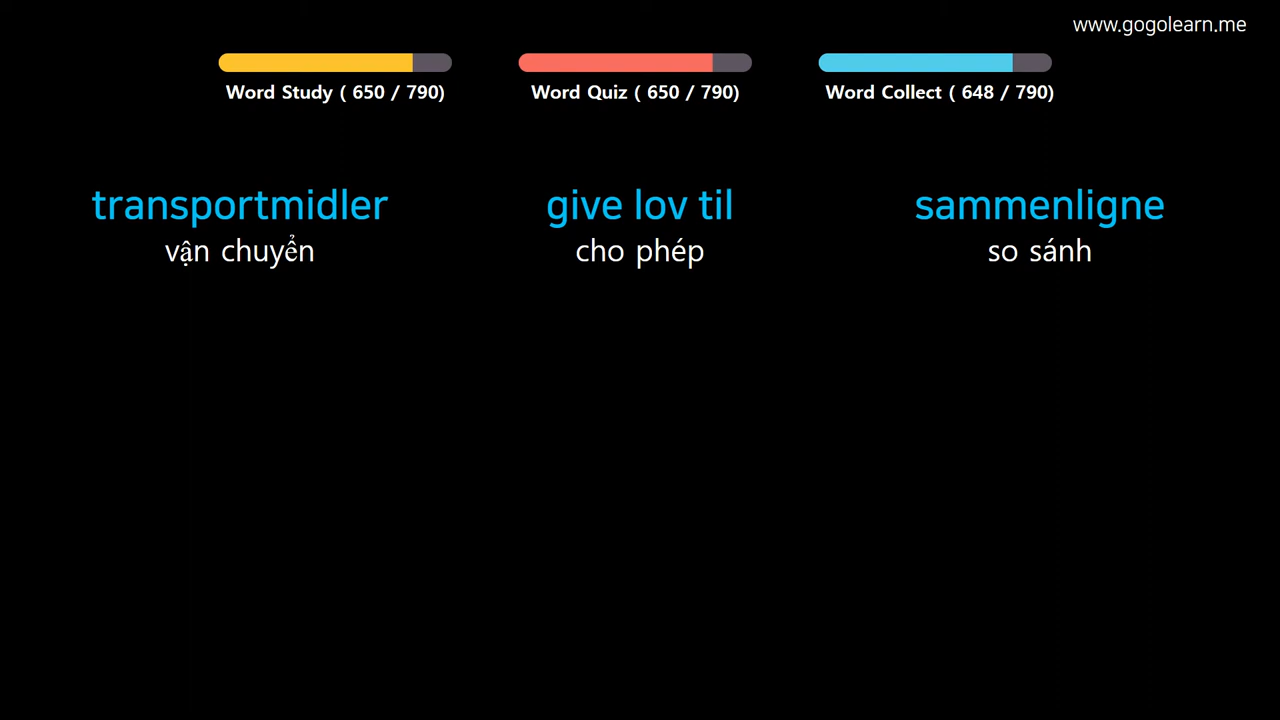 www.gogolearn.me
Word Study ( 650 / 790)
Word Quiz ( 650 / 790)
Word Collect ( 648 / 790)
transportmidler
vận chuyển
give lov til
cho phép
sammenligne
so sánh